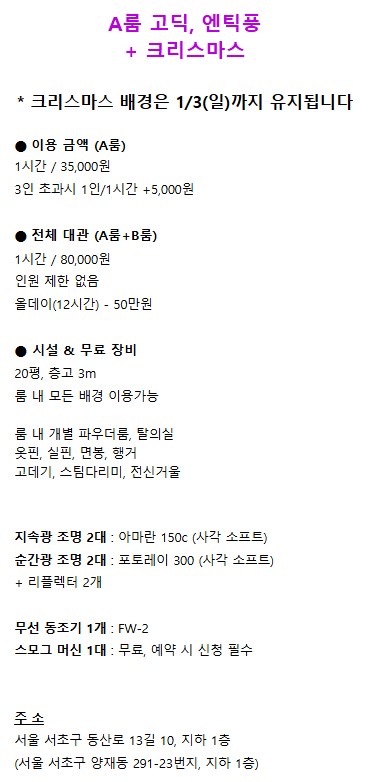 A룸 고딕, 엔틱풍
+ 크리스마스
* 크리스마스 배경은 1/3(일)까지 유지됩니다
● 이용 금액 (A룸)
1시간 / 35,000원
3인 초과시 1인/1시간 +5,000원
● 전체 대관 (A룸+B룸)
1시간 / 80,000원
인원 제한 없음
올데이(12시간) - 50만원
● 시설 & 무료 장비
20평, 층고 3m
룸 내 모든 배경 이용가능
룸 내 개별 파우더룸, 탈의실
옷핀, 실핀, 면봉, 행거
고데기, 스팀다리미, 전신거울
지속광 조명 2대 : 아마란 150c (사각 소프트)
순간광 조명 2대 : 포토레이 300 (사각 소프트)
+ 리플렉터 2개
무선 동조기 1개 : FW-2
스모그 머신 1대 : 무료, 예약 시 신청 필수
주 소
서울 서초구 동산로 13길 10, 지하 1층
(서울 서초구 양재동 291-23번지, 지하 1층)